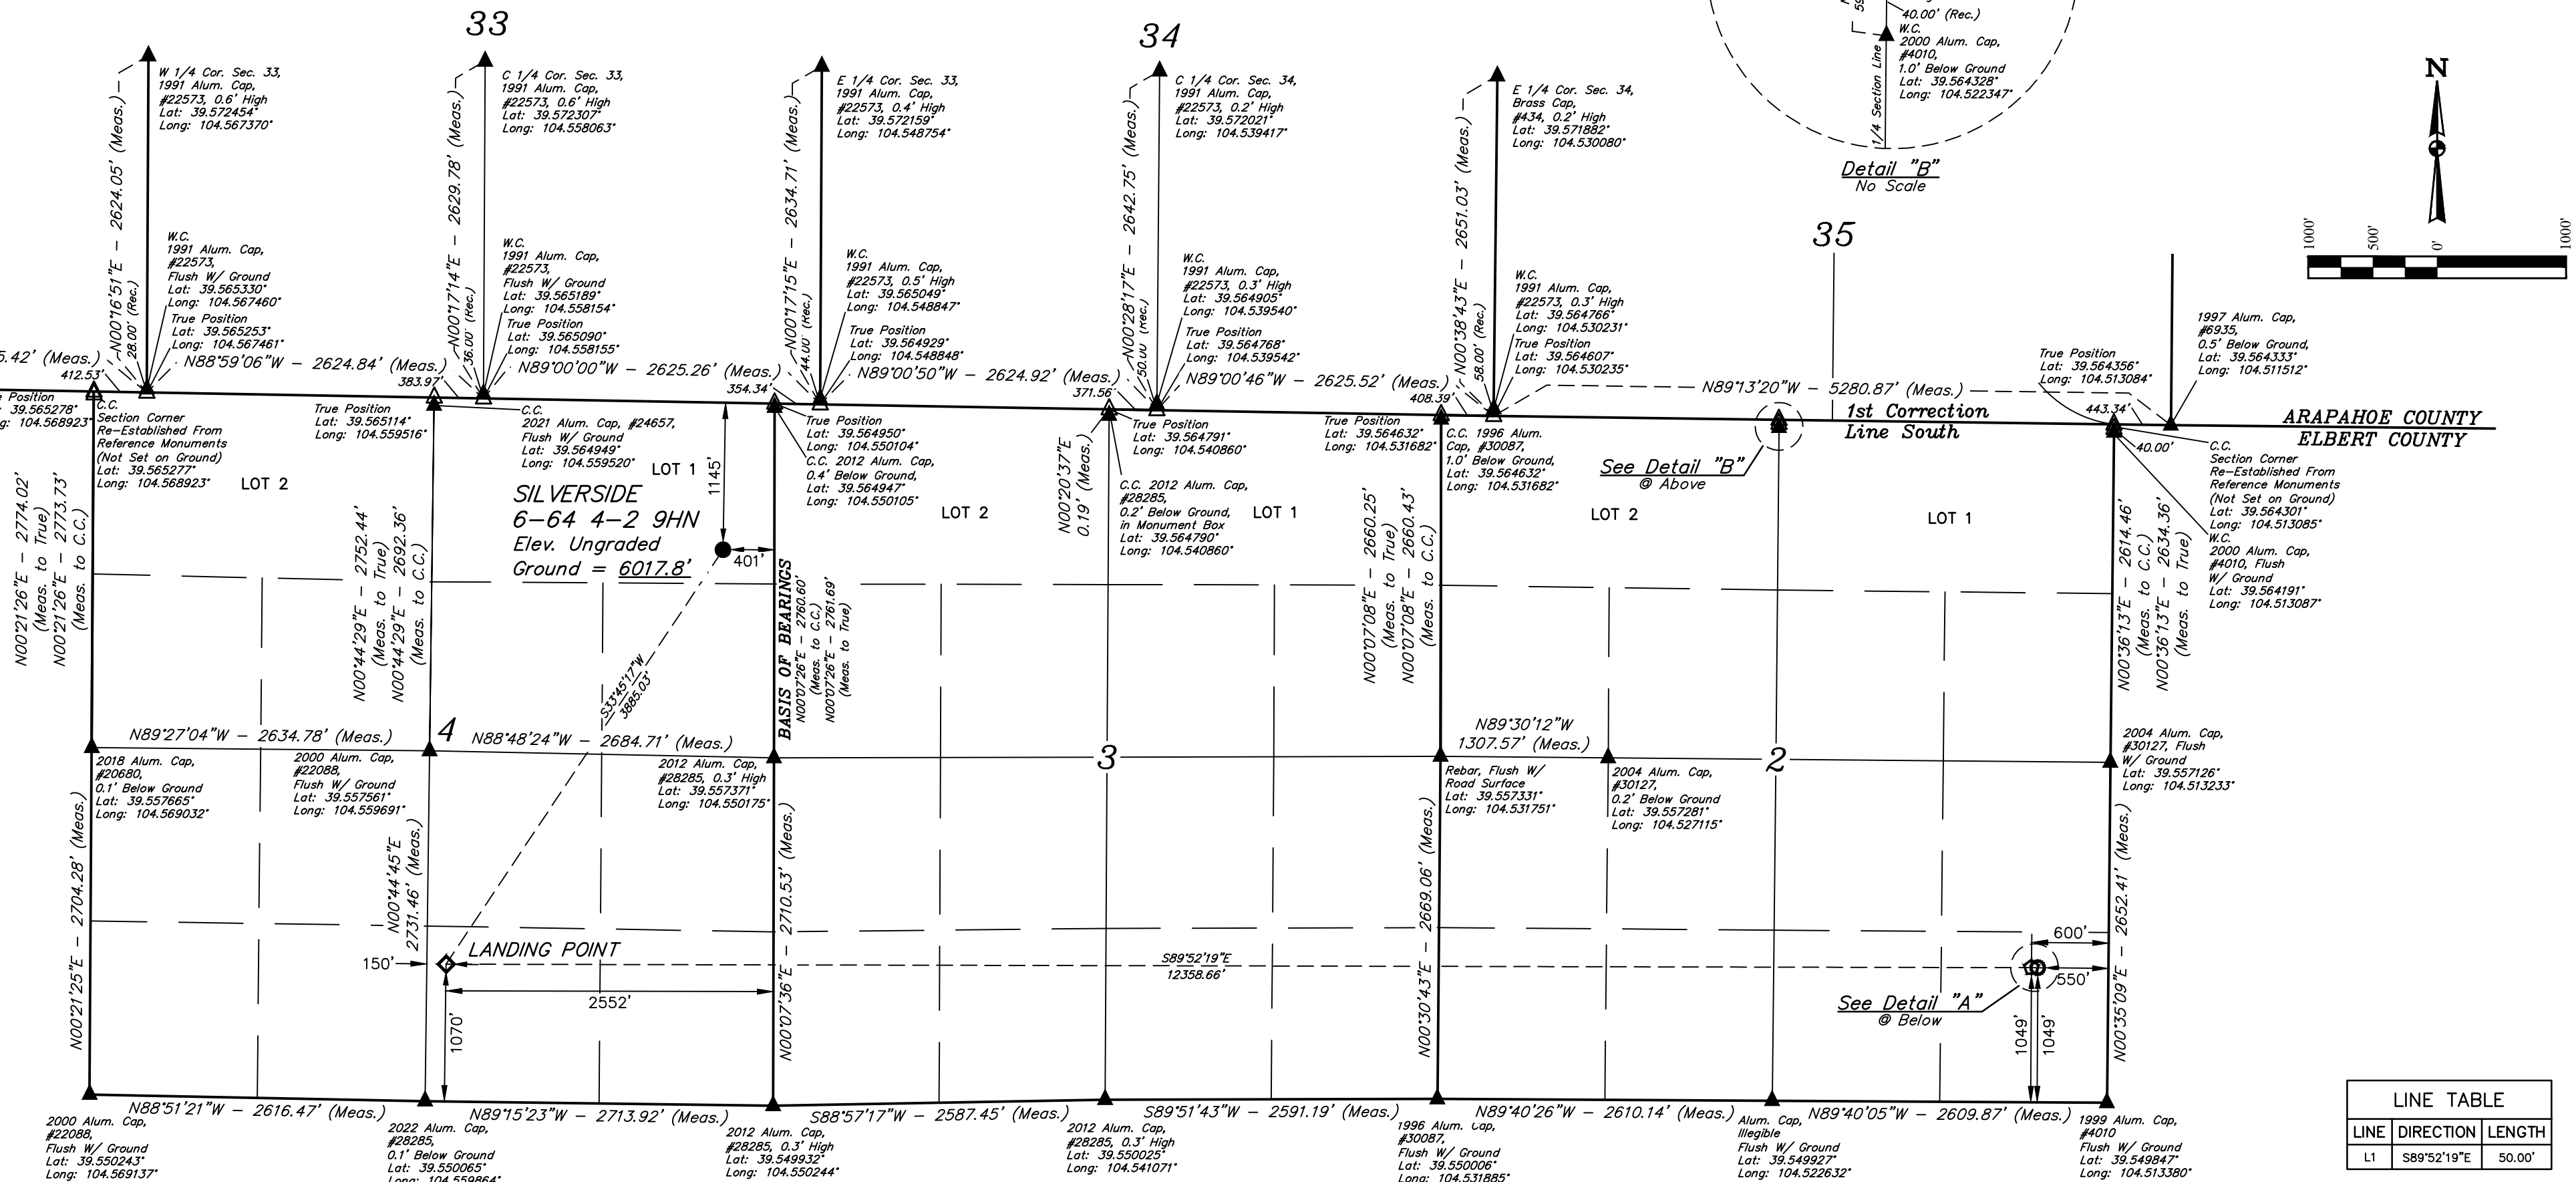 33
34
35
40.00' (Rec.)
W.C.
2000 Alum. Cap,
#4010,
1.0' Below Ground
Lat: 39.564328°
Long: 104.522347°
1/4 Section Line
Detail "B"
No Scale
N
1000'
500'
0'
1000'
W 1/4 Cor. Sec. 33,
1991 Alum. Cap,
#22573, 0.6' High
Lat: 39.572454°
Long: 104.567370°
C 1/4 Cor. Sec. 33,
1991 Alum. Cap,
#22573, 0.6' High
Lat: 39.572307°
Long: 104.558063°
E 1/4 Cor. Sec. 33,
1991 Alum. Cap,
#22573, 0.4' High
Lat: 39.572159°
Long: 104.548754°
C 1/4 Cor. Sec. 34,
1991 Alum. Cap,
#22573, 0.2' High
Lat: 39.572021°
Long: 104.539417°
E 1/4 Cor. Sec. 34,
Brass Cap,
#434, 0.2' High
Lat: 39.571882°
Long: 104.530080°
N00°16'51"E - 2624.05' (Meas.)
28.00' (Rec.)
N00°17'14"E - 2629.78' (Meas.)
36.00' (Rec.)
N00°17'15"E - 2634.71' (Meas.)
44.00' (Rec.)
N00°28'17"E - 2642.75' (Meas.)
50.00' (Rec.)
N00°38'43"E - 2651.03' (Meas.)
58.00' (Rec.)
W.C.
1991 Alum. Cap,
#22573,
Flush W/ Ground
Lat: 39.565330°
Long: 104.567460°
True Position
Lat: 39.565253°
Long: 104.567461°
W.C.
1991 Alum. Cap,
#22573,
Flush W/ Ground
Lat: 39.565189°
Long: 104.558154°
True Position
Lat: 39.565090°
Long: 104.558155°
W.C.
1991 Alum. Cap,
#22573, 0.5' High
Lat: 39.565049°
Long: 104.548847°
True Position
Lat: 39.564929°
Long: 104.548848°
W.C.
1991 Alum. Cap,
#22573, 0.3' High
Lat: 39.564905°
Long: 104.539540°
True Position
Lat: 39.564768°
Long: 104.539542°
W.C.
1991 Alum. Cap,
#22573, 0.3' High
Lat: 39.564766°
Long: 104.530231°
True Position
Lat: 39.564607°
Long: 104.530235°
True Position
Lat: 39.564356°
Long: 104.513084°
1997 Alum. Cap,
#6935,
0.5' Below Ground,
Lat: 39.564333°
Long: 104.511512°
5.42' (Meas.)
412.53'
N88°59'06"W - 2624.84' (Meas.)
383.97'
N89°00'00"W - 2625.26' (Meas.)
354.34'
N89°00'50"W - 2624.92' (Meas.)
371.56'
N89°00'46"W - 2625.52' (Meas.)
408.39'
N89°13'20"W - 5280.87' (Meas.)
443.34'
40.00'
1st Correction
Line South
ARAPAHOE COUNTY
ELBERT COUNTY
Position
39.565278°
104.568923°
C.C.
Section Corner
Re-Established From
Reference Monuments
(Not Set on Ground)
Lat: 39.565277°
Long: 104.568923°
True Position
Lat: 39.565114°
Long: 104.559516°
C.C.
2021 Alum. Cap, #24657,
Flush W/ Ground
Lat: 39.564949°
Long: 104.559520°
True Position
Lat: 39.564950°
Long: 104.550104°
C.C. 2012 Alum. Cap,
0.4' Below Ground,
Lat: 39.564947°
Long: 104.550105°
True Position
Lat: 39.564791°
Long: 104.540860°
C.C. 2012 Alum. Cap,
#28285,
0.2' Below Ground,
in Monument Box
Lat: 39.564790°
Long: 104.540860°
N00°20'37"E
0.19' (Meas.)
True Position
Lat: 39.564632°
Long: 104.531682°
C.C. 1996 Alum.
Cap, #30087,
1.0' Below Ground,
Lat: 39.564632°
Long: 104.531682°
See Detail "B"
@ Above
C.C.
Section Corner
Re-Established From
Reference Monuments
(Not Set on Ground)
Lat: 39.564301°
Long: 104.513085°
W.C.
2000 Alum. Cap,
#4010, Flush
W/ Ground
Lat: 39.564191°
Long: 104.513087°
LOT 2
LOT 1
LOT 2
LOT 1
LOT 2
LOT 1
SILVERSIDE
6-64 4-2 9HN
Elev. Ungraded
Ground = 6017.8'
1145'
401'
N00°21'26"E - 2774.02'
(Meas. to True)
N00°21'26"E - 2773.73'
(Meas. to C.C.)
N00°44'29"E - 2752.44'
(Meas. to True)
N00°44'29"E - 2692.36'
(Meas. to C.C.)
BASIS OF BEARINGS
N00°07'26"E - 2760.60'
(Meas. to C.C.)
N00°07'26"E - 2761.69'
(Meas. to True)
N00°07'08"E - 2660.25'
(Meas. to True)
N00°07'08"E - 2660.43'
(Meas. to C.C.)
N00°36'13"E - 2614.46'
(Meas. to C.C.)
N00°36'13"E - 2634.36'
(Meas. to True)
S33°45'17"W
3885.03'
4
3
2
N89°27'04"W - 2634.78' (Meas.)
N88°48'24"W - 2684.71' (Meas.)
N89°30'12"W
1307.57' (Meas.)
2018 Alum. Cap,
#20680,
0.1' Below Ground
Lat: 39.557665°
Long: 104.569032°
2000 Alum. Cap,
#22088,
Flush W/ Ground
Lat: 39.557561°
Long: 104.559691°
2012 Alum. Cap,
#28285, 0.3' High
Lat: 39.557371°
Long: 104.550175°
Rebar, Flush W/
Road Surface
Lat: 39.557331°
Long: 104.531751°
2004 Alum. Cap,
#30127,
0.2' Below Ground
Lat: 39.557281°
Long: 104.527115°
2004 Alum. Cap,
#30127, Flush
W/ Ground
Lat: 39.557126°
Long: 104.513233°
N00°21'25"E - 2704.28' (Meas.)
N00°44'45"E
2731.46' (Meas.)
N00°07'36"E - 2710.53' (Meas.)
N00°30'43"E - 2669.06' (Meas.)
N00°35'09"E - 2652.41' (Meas.)
LANDING POINT
150'
2552'
1070'
S89°52'19"E
12358.66'
600'
550'
See Detail "A"
@ Below
1049'
1049'
N88°51'21"W - 2616.47' (Meas.)
N89°15'23"W - 2713.92' (Meas.)
S88°57'17"W - 2587.45' (Meas.)
S89°51'43"W - 2591.19' (Meas.)
N89°40'26"W - 2610.14' (Meas.)
N89°40'05"W - 2609.87' (Meas.)
2000 Alum. Cap,
#22088,
Flush W/ Ground
Lat: 39.550243°
Long: 104.569137°
2022 Alum. Cap,
#28285,
0.1' Below Ground
Lat: 39.550065°
Long: 104.559864°
2012 Alum. Cap,
#28285, 0.3' High
Lat: 39.549932°
Long: 104.550244°
2012 Alum. Cap,
#28285, 0.3' High
Lat: 39.550025°
Long: 104.541071°
1996 Alum. Cap,
#30087,
Flush W/ Ground
Lat: 39.550006°
Long: 104.531885°
Alum. Cap,
Illegible
Flush W/ Ground
Lat: 39.549927°
Long: 104.522632°
1999 Alum. Cap,
#4010
Flush W/ Ground
Lat: 39.549847°
Long: 104.513380°
LINE TABLE
LINE DIRECTION LENGTH
L1 S89°52'19"E 50.00'